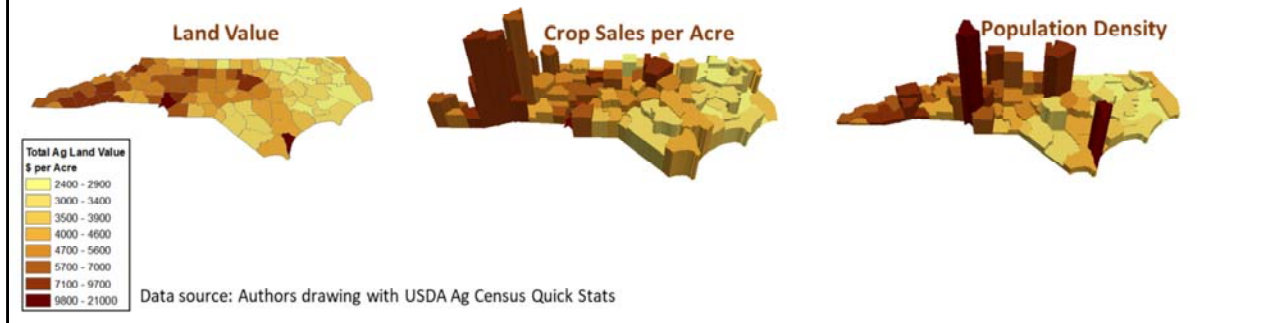 Land Value
Crop Sales per Acre
Population Density
Total Ag Land Value
$ per Acre
2400 - 2900
3000 - 3400
3500 - 3900
4000 - 4600
4700 - 5600
5700 - 7000
7100 - 9700
9800 - 21000
Data source: Authors drawing with USDA Ag Census Quick Stats